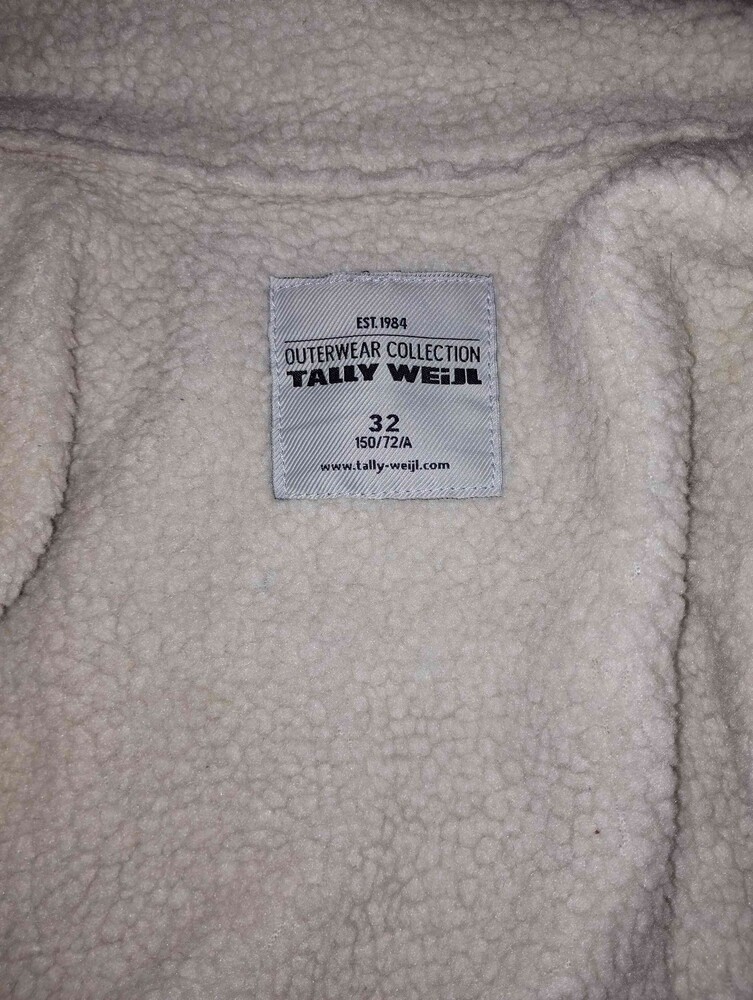 EST. 1984
OUTERWEAR COLLECTION
TALLY WEiJL
32
150/72/A
www.tally-weijl.com